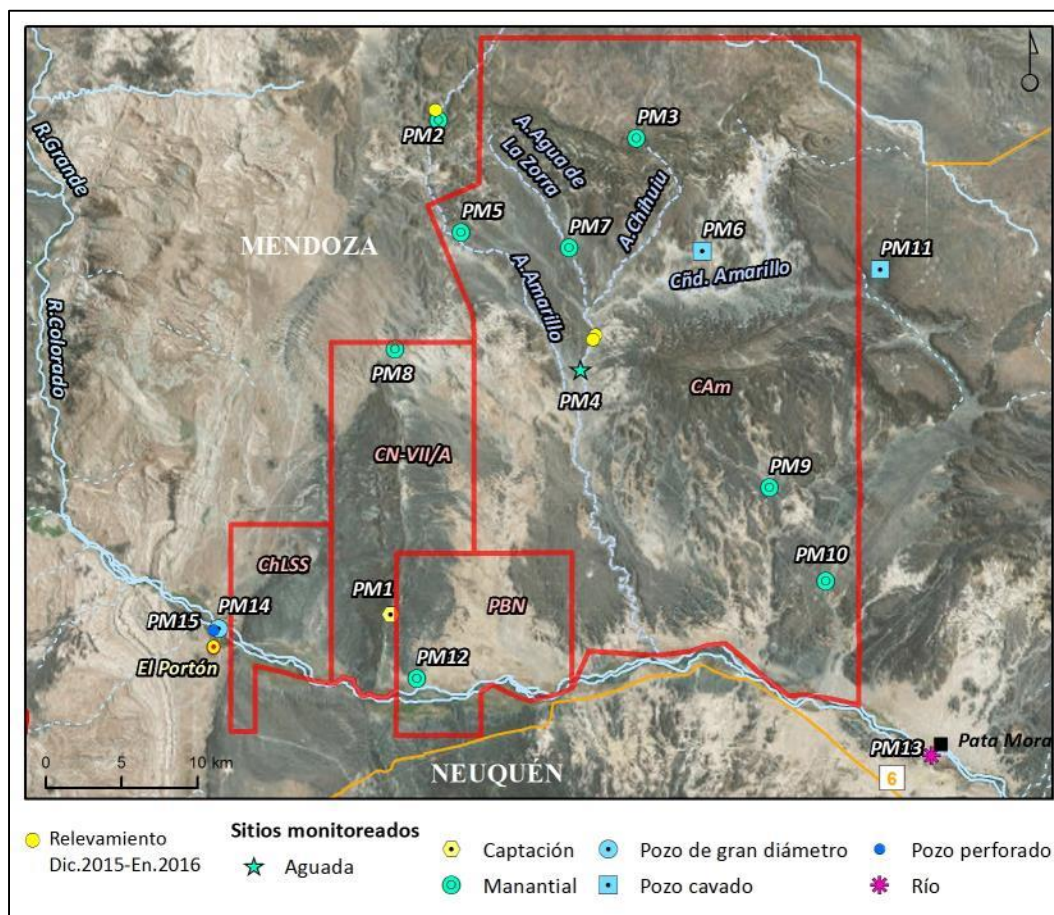 PM2
A.Agua de
La Zorra
PM3
R.Grande
A.Chihuiu
PM5
PM7
PM6
MENDOZA
PM11
A.Amarillo
Cñd. Amarillo
R.Colorado
PM8
PM4
CAm
CN-VII/A
PM9
ChLSS
PM10
PM1
PBN
PM14
PM15
El Portón
PM12
PM13
Pata Mora
0 5 10 km
NEUQUÉN
6
Relevamiento
Dic.2015-En.2016
Sitios monitoreados
Aguada
Captación
Manantial
Pozo de gran diámetro
Pozo cavado
Pozo perforado
Río